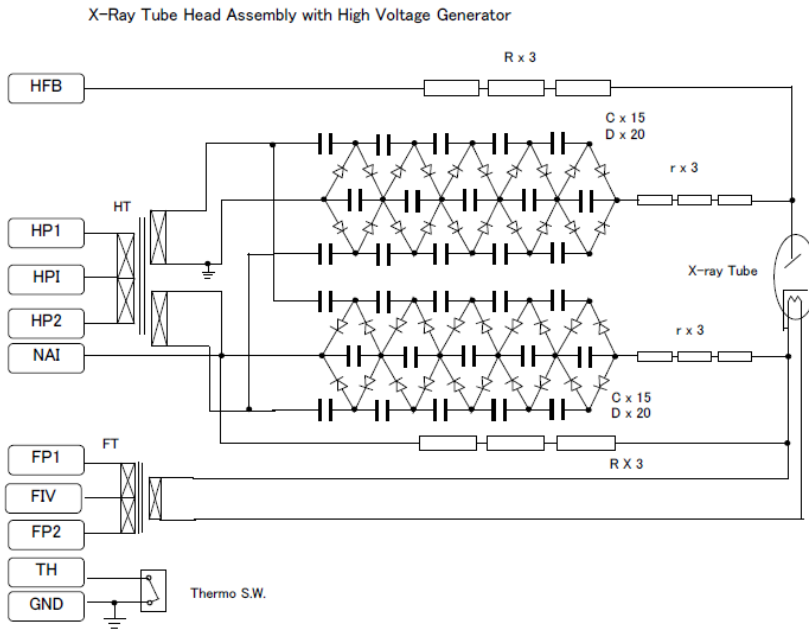 X-Ray Tube Head Assembly with High Voltage Generator
R x 3
HFB
C x 15
D x 20
r x 3
HT
HP1
HPI
X-ray Tube
HP2
r x 3
NAI
C x 15
D x 20
FT
FP1
R X 3
FIV
FP2
TH
Thermo S.W.
GND